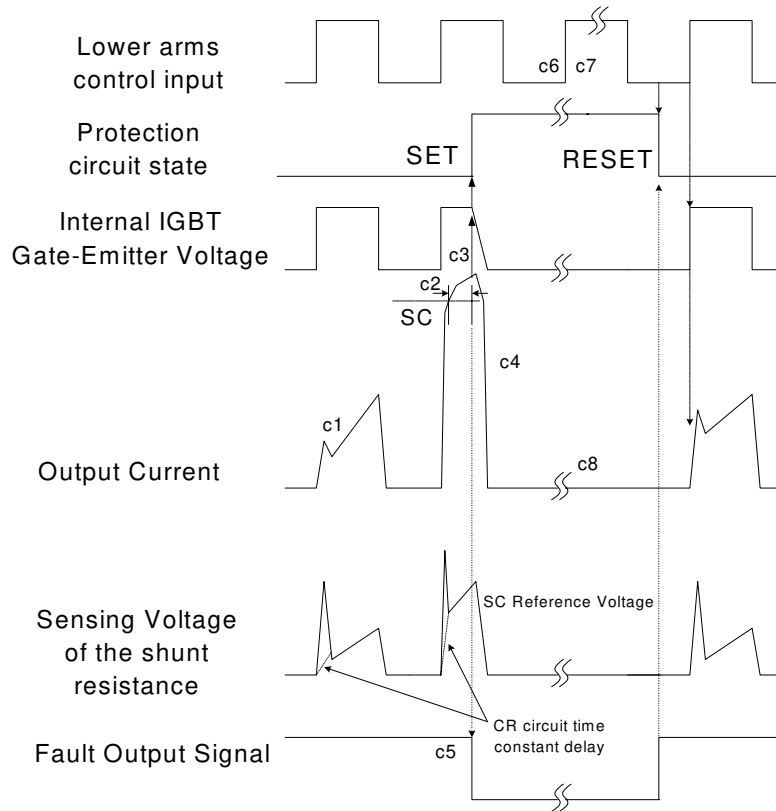 Lower arms
control input
c6 c7
Protection
circuit state
SET
RESET
Internal IGBT
Gate-Emitter Voltage
c3
c2
SC
c4
c1
Output Current
c8
SC Reference Voltage
Sensing Voltage
of the shunt
resistance
CR circuit time
constant delay
Fault Output Signal
c5